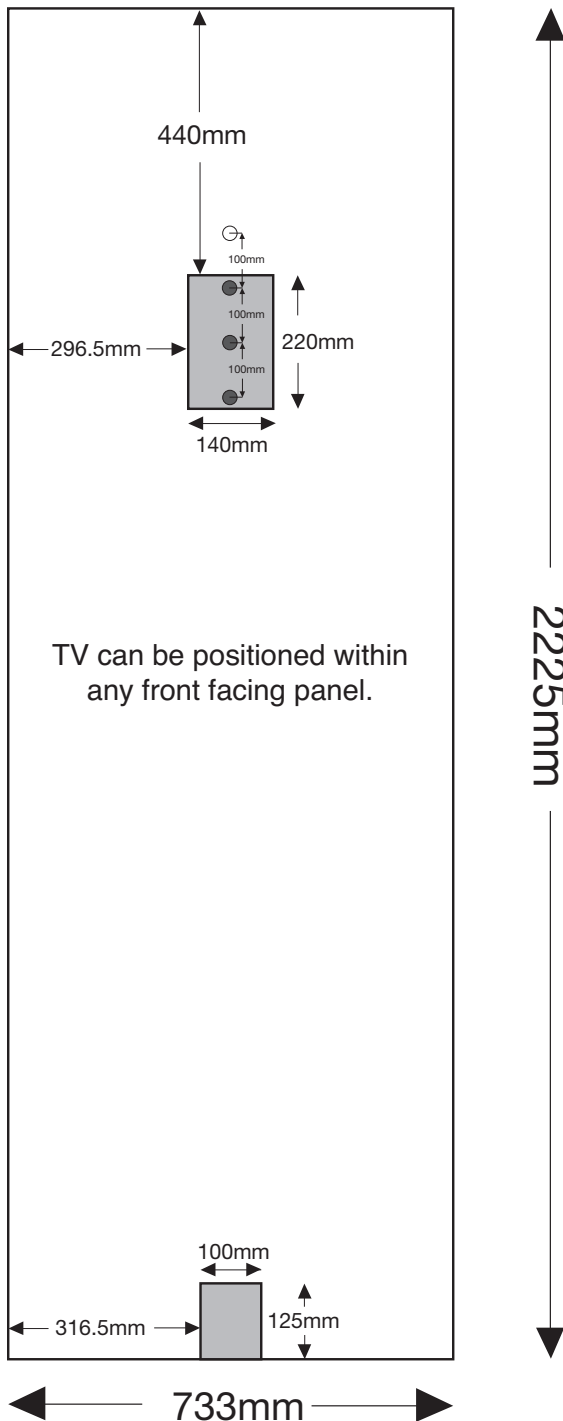 440mm
100mm
100mm
296.5mm
220mm
100mm
140mm
TV can be positioned within
any front facing panel.
2225mm
100mm
316.5mm
125mm
733mm